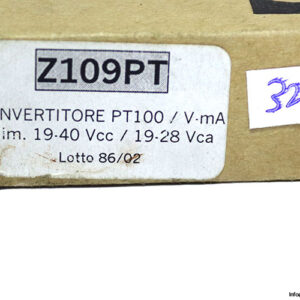 Z109PT
NVERTITORE PT100 / V-mA
im. 19-40 Vcc / 19-28 Vca
Lotto 86/02
32